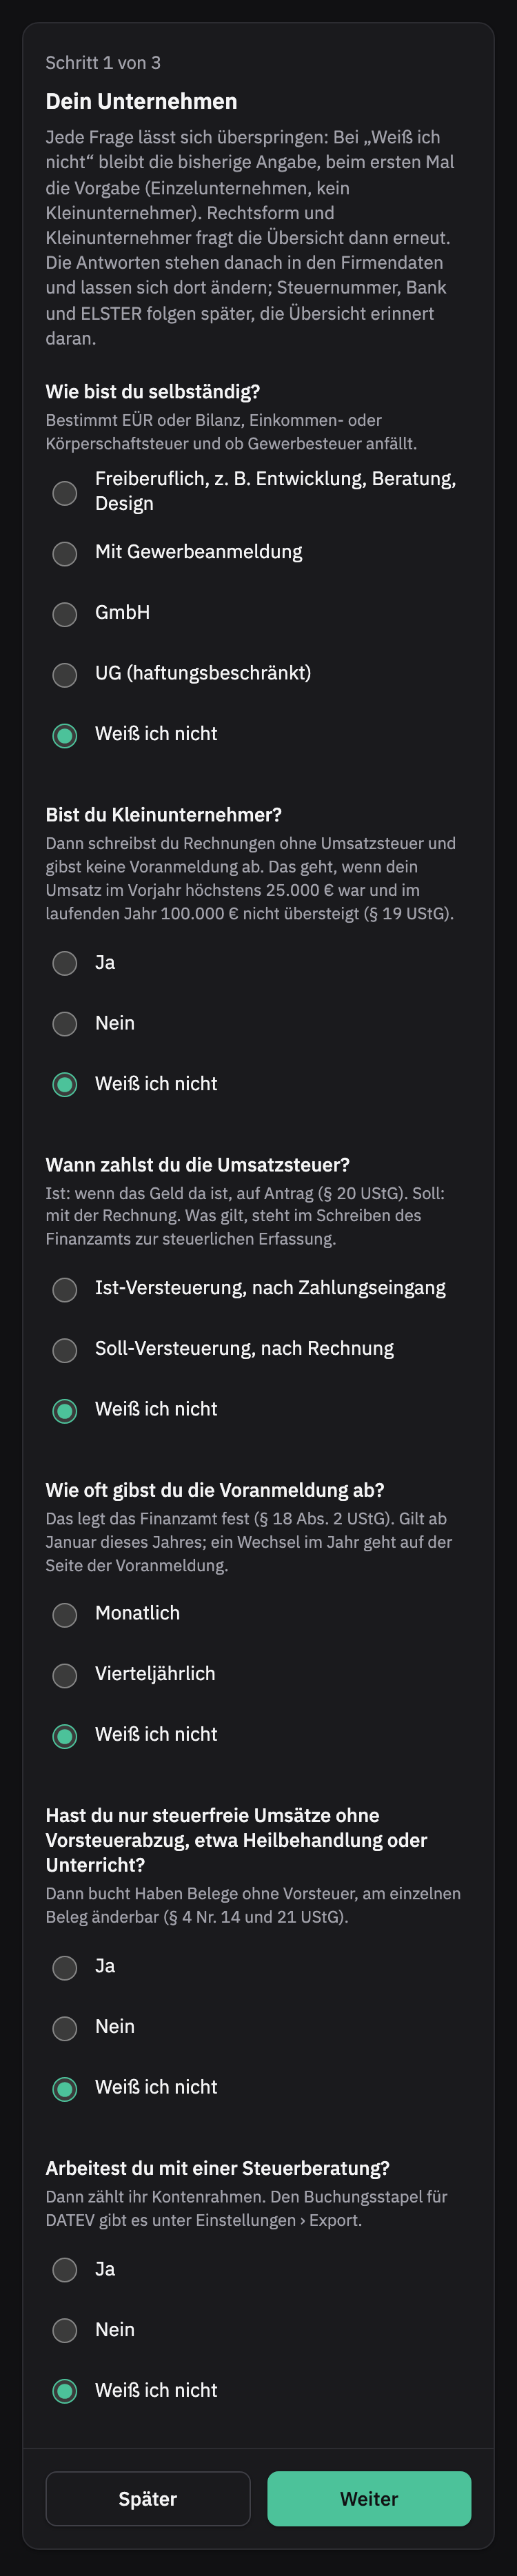 Schritt 1 von 3
Dein Unternehmen
Jede Frage lässt sich überspringen: Bei „Weiß ich
nicht“ bleibt die bisherige Angabe, beim ersten Mal
die Vorgabe (Einzelunternehmen, kein
Kleinunternehmer). Rechtsform und
Kleinunternehmer fragt die Übersicht dann erneut.
Die Antworten stehen danach in den Firmendaten
und lassen sich dort ändern; Steuernummer, Bank
und ELSTER folgen später, die Übersicht erinnert
daran.
Wie bist du selbständig?
Bestimmt EÜR oder Bilanz, Einkommen- oder
Körperschaftsteuer und ob Gewerbesteuer anfällt.
Freiberuflich, z. B. Entwicklung, Beratung,
Design
Mit Gewerbeanmeldung
GmbH
UG (haftungsbeschränkt)
Weiß ich nicht
Bist du Kleinunternehmer?
Dann schreibst du Rechnungen ohne Umsatzsteuer und
gibst keine Voranmeldung ab. Das geht, wenn dein
Umsatz im Vorjahr höchstens 25.000 € war und im
laufenden Jahr 100.000 € nicht übersteigt (§ 19 UStG).
Ja
Nein
Weiß ich nicht
Wann zahlst du die Umsatzsteuer?
Ist: wenn das Geld da ist, auf Antrag (§ 20 UStG). Soll:
mit der Rechnung. Was gilt, steht im Schreiben des
Finanzamts zur steuerlichen Erfassung.
Ist-Versteuerung, nach Zahlungseingang
Soll-Versteuerung, nach Rechnung
Weiß ich nicht
Wie oft gibst du die Voranmeldung ab?
Das legt das Finanzamt fest (§ 18 Abs. 2 UStG). Gilt ab
Januar dieses Jahres; ein Wechsel im Jahr geht auf der
Seite der Voranmeldung.
Monatlich
Vierteljährlich
Weiß ich nicht
Hast du nur steuerfreie Umsätze ohne
Vorsteuerabzug, etwa Heilbehandlung oder
Unterricht?
Dann bucht Haben Belege ohne Vorsteuer, am einzelnen
Beleg änderbar (§ 4 Nr. 14 und 21 UStG).
Ja
Nein
Weiß ich nicht
Arbeitest du mit einer Steuerberatung?
Dann zählt ihr Kontenrahmen. Den Buchungsstapel für
DATEV gibt es unter Einstellungen › Export.
Ja
Nein
Weiß ich nicht
Später
Weiter